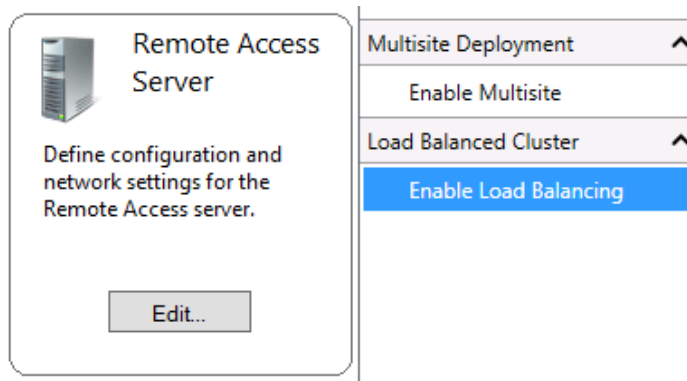 Remote Access
Server
Define configuration and
network settings for the
Remote Access server.
Edit...
Multisite Deployment
Enable Multisite
Load Balanced Cluster
Enable Load Balancing